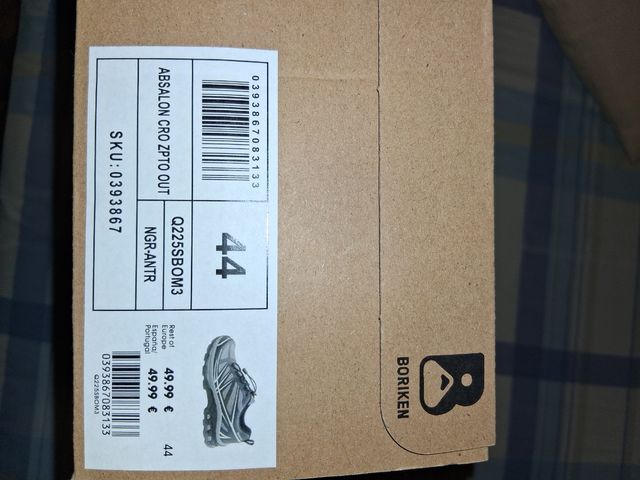 0393867083133
44
ABSALON CRO ZPTO OUT
Q225SBOM3
NGR-ANTR
SKU:0393867
Rest of
Europe 49.99 €
España/
Portugal 49.99 €
44
0393867083133
Q225SBOM3
BORIKEN